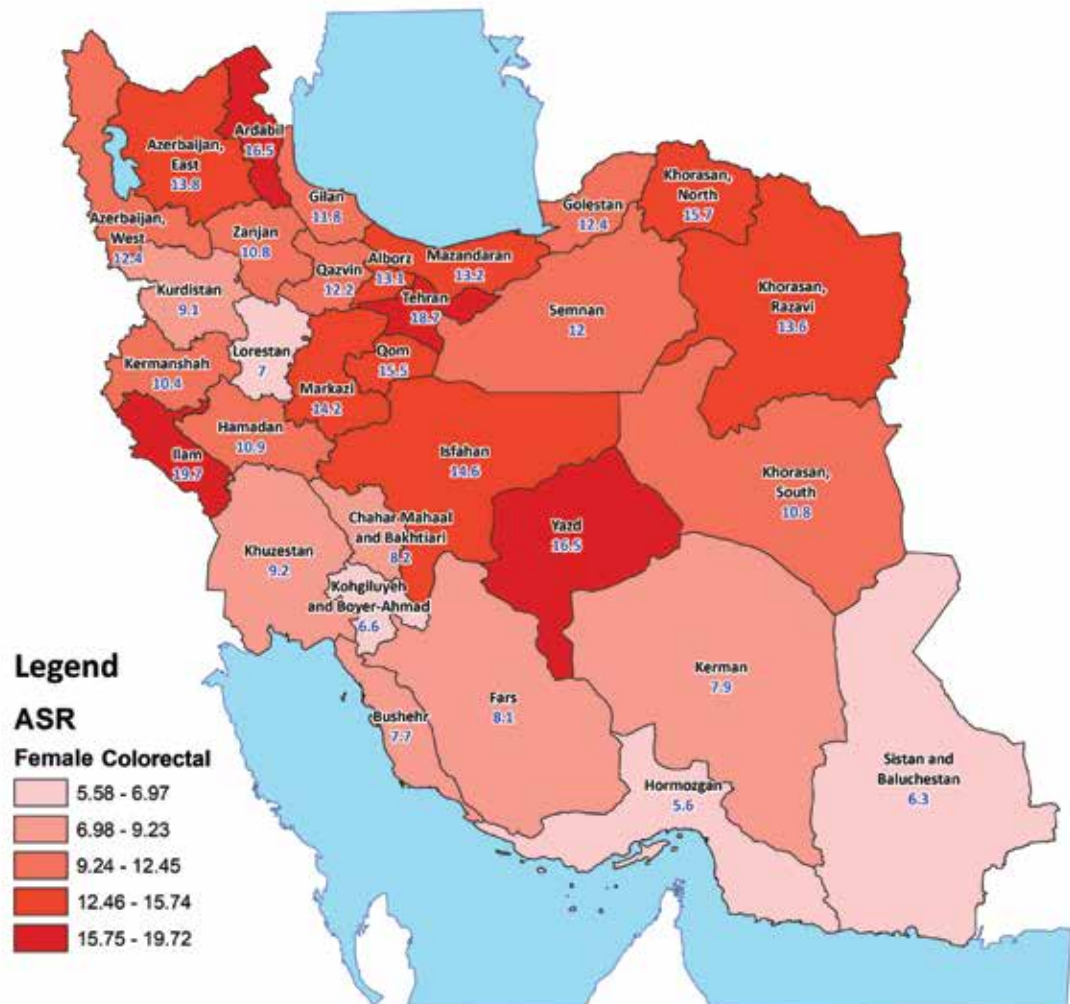 Ardabil
16.5
Azerbaijan,
East
13.8
Gilan
11.8
Azerbaijan,
West
12.4
Zanjan
10.8
Qazvin
12.2
Alborz
13.1
Mazandaran
13.2
Golestan
12.4
Khorasan,
North
15.7
Khorasan,
Razavi
13.6
Kurdistan
9.1
Tehran
18.7
Semnan
12
Lorestan
7
Kermanshah
10.4
Qom
15.5
Markazi
14.2
Hamadan
10.9
Ilam
19.7
Isfahan
14.6
Khorasan,
South
10.8
Chahar Mahaal
and Bakhtiari
8.2
Yazd
16.5
Khuzestan
9.2
Kohgiluyeh
and Boyer-Ahmad
6.6
Kerman
7.9
Fars
8.1
Bushehr
7.7
Hormozgan
5.6
Sistan and
Baluchestan
6.3
Legend
ASR
Female Colorectal
5.58 - 6.97
6.98 - 9.23
9.24 - 12.45
12.46 - 15.74
15.75 - 19.72